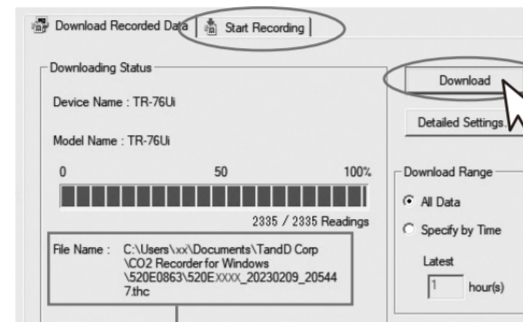 Download Recorded Data
Start Recording
Downloading Status
Download
Device Name : TR-76Ui
Detailed Settings.
Model Name : TR-76Ui
0 50 100%
Download Range
All Data
2335 / 2335 Readings
Specify by Time
File Name : C:\Users\xx\Documents\TandD Corp
\CO2 Recorder for Windows
\520E0863\520EXXXX_20230209_20544
7.thc
Latest
1 hour(s)